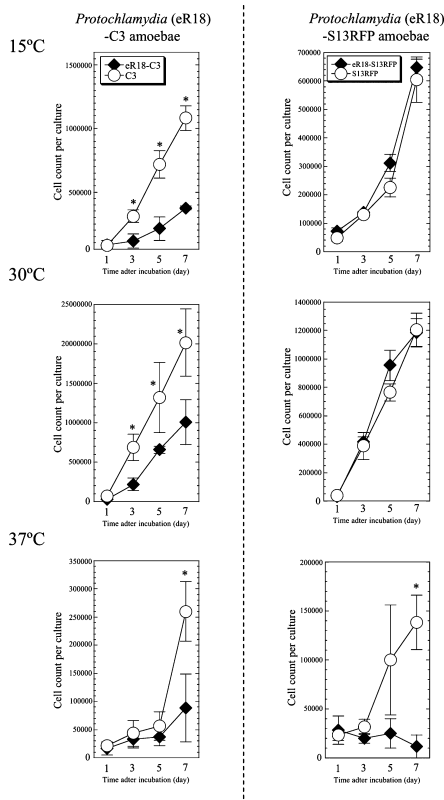 Protochlamydia (eR18)
-C3 amoebae
Protochlamydia (eR18)
-S13RFP amoebae
15ºC
Cell count per culture
1500000
1000000
500000
0
eR18-C3
C3
*
*
*
1 3 5 7
Time adter incubation (day)
Cell count per culture
700000
600000
500000
400000
300000
200000
100000
0
eR18-S13RFP
S13RFP
1 3 5 7
Time adter incubation (day)
30ºC
Cell count per culture
25000000
20000000
15000000
10000000
5000000
0
*
*
*
1 3 5 7
Time adter incubation (day)
Cell count per culture
1400000
1200000
1000000
800000
600000
400000
200000
0
1 3 5 7
Time adter incubation (day)
37ºC
Cell count per culture
350000
300000
250000
200000
150000
100000
50000
0
*
1 3 5 7
Time adter incubation (day)
Cell count per culture
200000
150000
100000
50000
0
*
1 3 5 7
Time adter incubation (day)